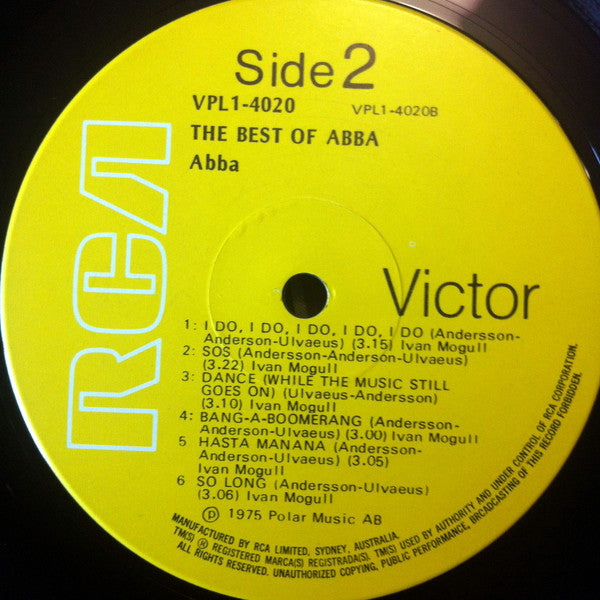 Side 2
VPL1-4020 VPL1-4020B
THE BEST OF ABBA
Abba
RCA
Victor
1: I DO, I DO, I DO, I DO, I DO (Andersson-
Anderson-Ulvaeus) (3.15) Ivan Mogull
2: SOS (Andersson-Anderson-Ulvaeus)
(3.22) Ivan Mogull
3: DANCE (WHILE THE MUSIC STILL
GOES ON) (Ulvaeus-Andersson)
(3.10) Ivan Mogull
4: BANG-A-BOOMERANG (Andersson-
Anderson-Ulvaeus) (3.00) Ivan Mogull
5 HASTA MANANA (Andersson-
Anderson-Ulvaeus) (3.05)
Ivan Mogull
6 SO LONG (Andersson-Ulvaeus)
(3.06) Ivan Mogull
℗ 1975 Polar Music AB
MANUFACTURED BY RCA LIMITED, SYDNEY, AUSTRALIA.
TM(S) ® REGISTERED MARCA(S) REGISTRADA(S). TM(S) USED BY AUTHORITY AND UNDER CONTROL OF RCA CORPORATION.
ALL RIGHTS RESERVED. UNAUTHORIZED COPYING, PUBLIC PERFORMANCE, BROADCASTING OF THIS RECORD FORBIDDEN.